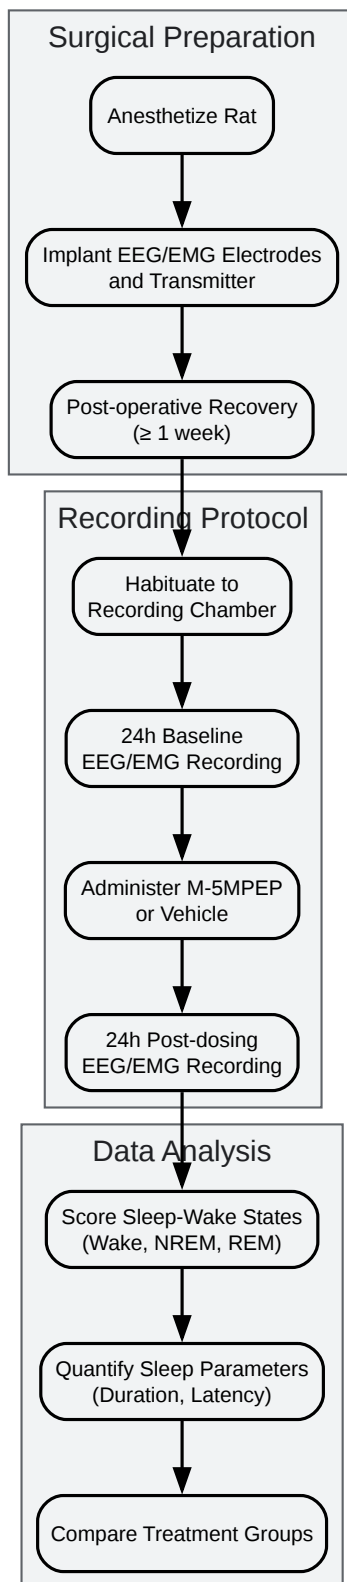 Surgical Preparation
Anesthetize Rat
Implant EEG/EMG Electrodes
and Transmitter
Post-operative Recovery
(≥ 1 week)
Recording Protocol
Habituate to
Recording Chamber
24h Baseline
EEG/EMG Recording
Administer M-5MPEP
or Vehicle
24h Post-dosing
EEG/EMG Recording
Data Analysis
Score Sleep-Wake States
(Wake, NREM, REM)
Quantify Sleep Parameters
(Duration, Latency)
Compare Treatment Groups